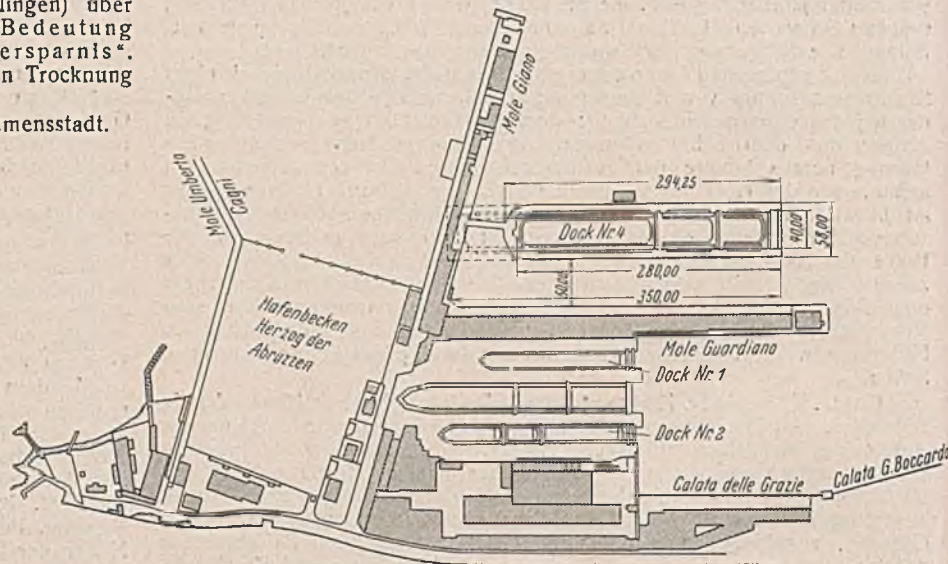 lingen) über
Bedeutung
ersparnis“.
n Trocknung
mensstadt.
Mole Giano
Mole Umberto
Cagni
294,25
Dock Nr. 4
40,00
58,00
280,00
50,00
350,00
Hafenbecken
Herzog der
Abruzzen
Mole Guardiano
Dock Nr. 1
Dock Nr. 2
Calata delle Grazie
Calata G. Boccardo